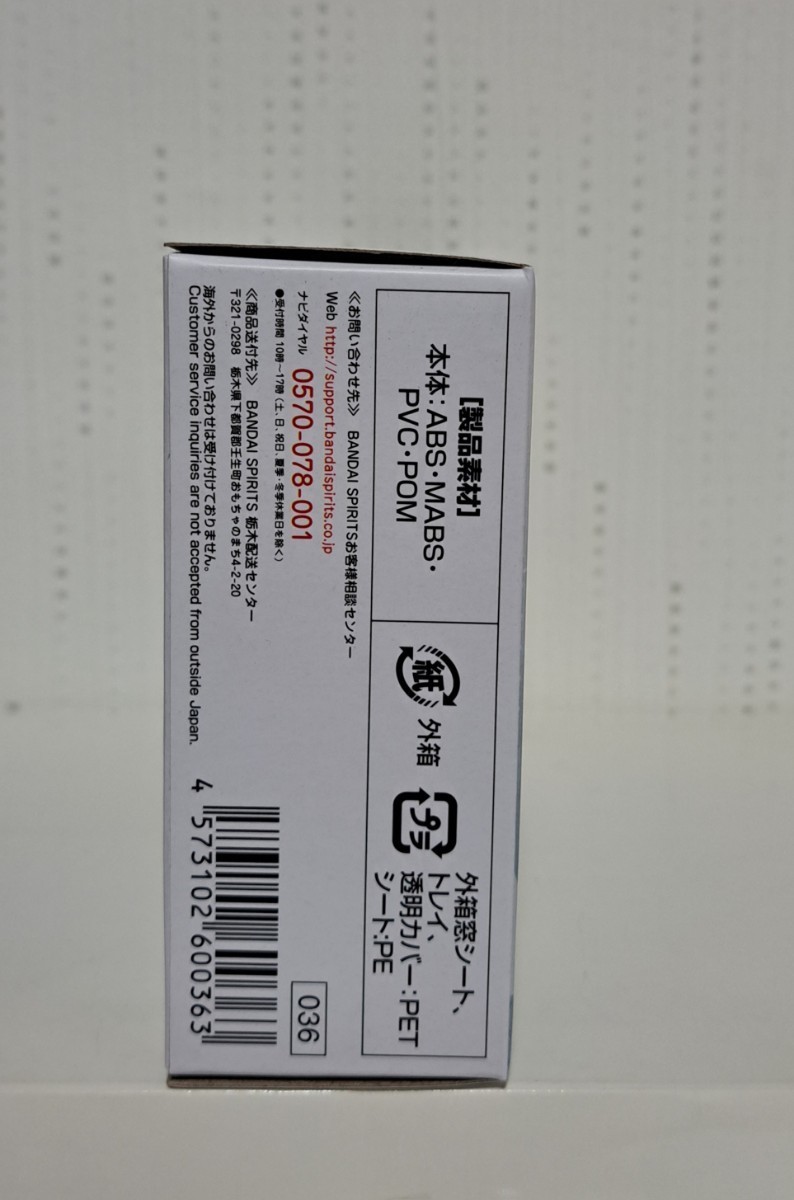 [製品素材]
本体：ABS・MABS・
PVC・POM
紙
外箱
プラ
外箱窓シート、
トレイ、
透明カバー：PET
シート：PE
≪お問い合わせ先≫ BANDAI SPIRITSお客様相談センター
Web http://support.bandaispirits.co.jp
ナビダイヤル 0570-078-001
●受付時間 10時～17時（土、日、祝日、夏季・冬季休業日を除く）
≪商品送付先≫ BANDAI SPIRITS 栃木配送センター
〒321-0298 栃木県下都賀郡壬生町おもちゃのまち4-2-20
海外からのお問い合わせは受け付けておりません。
Customer service inquiries are not accepted from outside Japan.
036
4 573102 600363